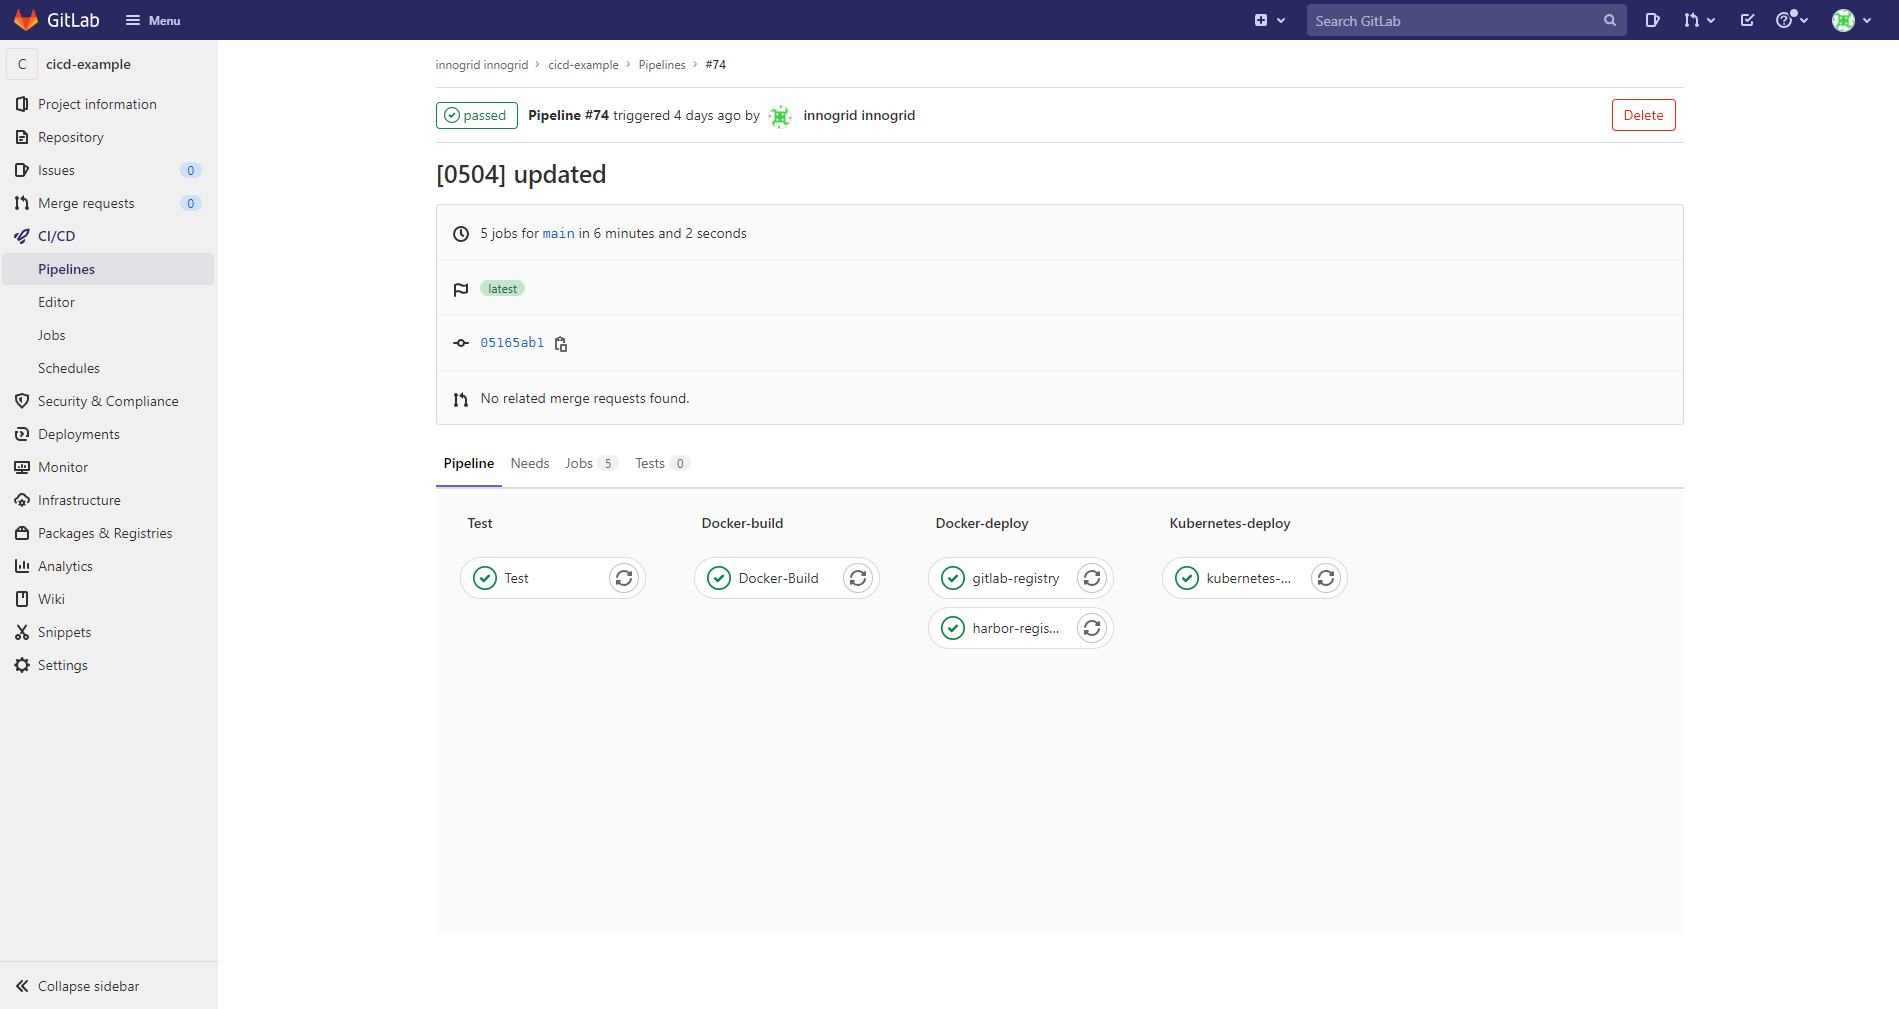 GitLab
Menu
Search GitLab
C
cicd-example
Project information
Repository
Issues 0
Merge requests 0
CI/CD
Pipelines
Editor
Jobs
Schedules
Security & Compliance
Deployments
Monitor
Infrastructure
Packages & Registries
Analytics
Wiki
Snippets
Settings
Collapse sidebar
innogrid innogrid › cicd-example › Pipelines › #74
passed Pipeline #74 triggered 4 days ago by innogrid innogrid
Delete
[0504] updated
5 jobs for main in 6 minutes and 2 seconds
latest
05165ab1
No related merge requests found.
Pipeline Needs Jobs 5 Tests 0
Test Docker-build Docker-deploy Kubernetes-deploy
Test Docker-Build gitlab-registry kubernetes-...
harbor-regis...